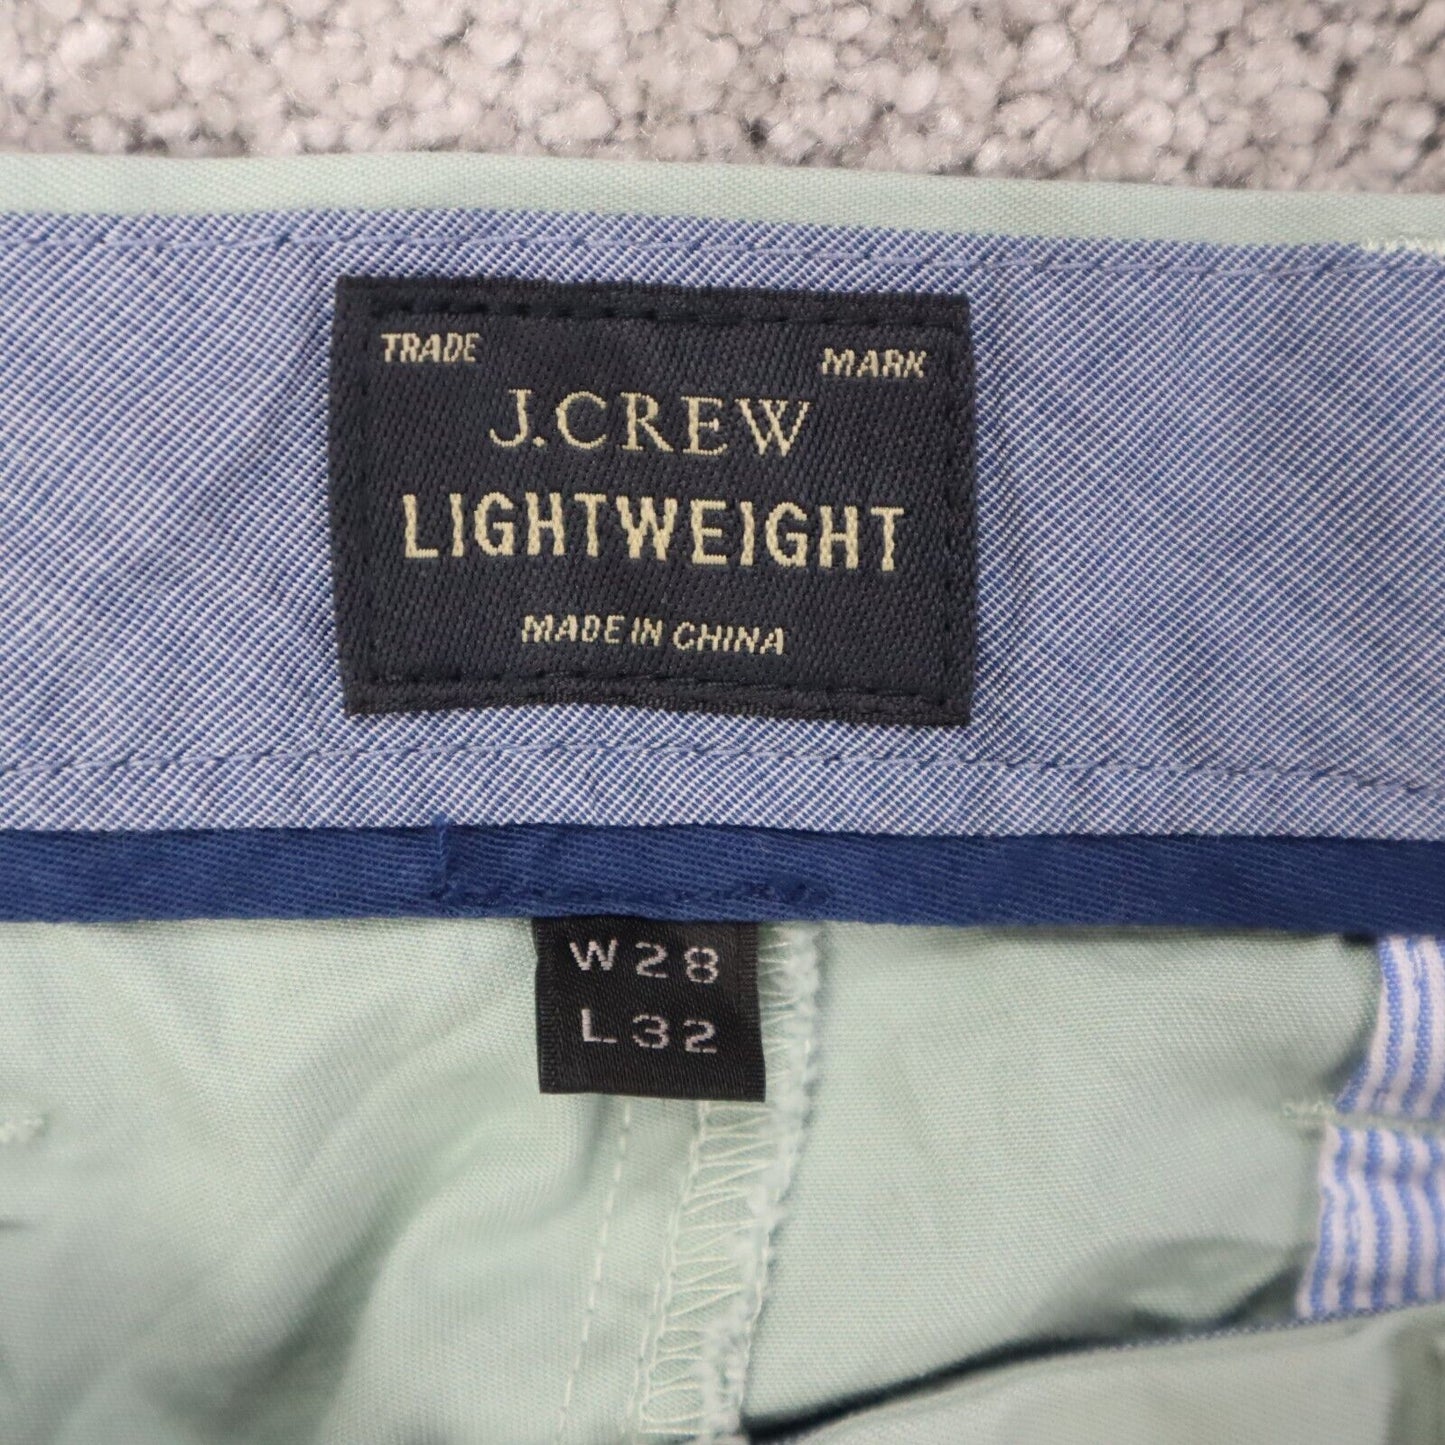 TRADE MARK
J.CREW
LIGHTWEIGHT
MADE IN CHINA
W28
L32